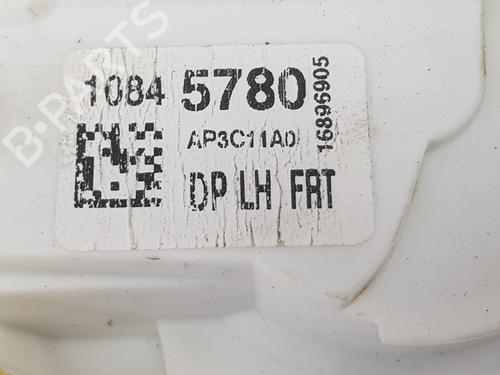 B-PARTS
1084 5780
AP3C11A0
DP LH FRT
16896905